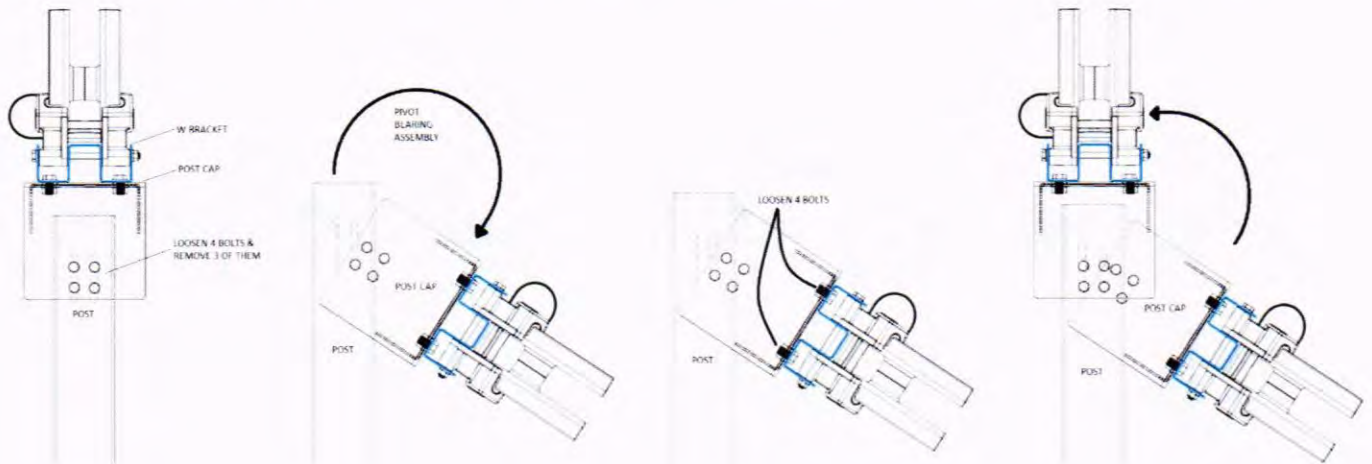 W BRACKET
POST CAP
LOOSEN 4 BOLTS &
REMOVE 3 OF THEM
POST
PIVOT
BLARING
ASSEMBLY
POST CAP
POST
LOOSEN 4 BOLTS
POST
POST CAP
POST